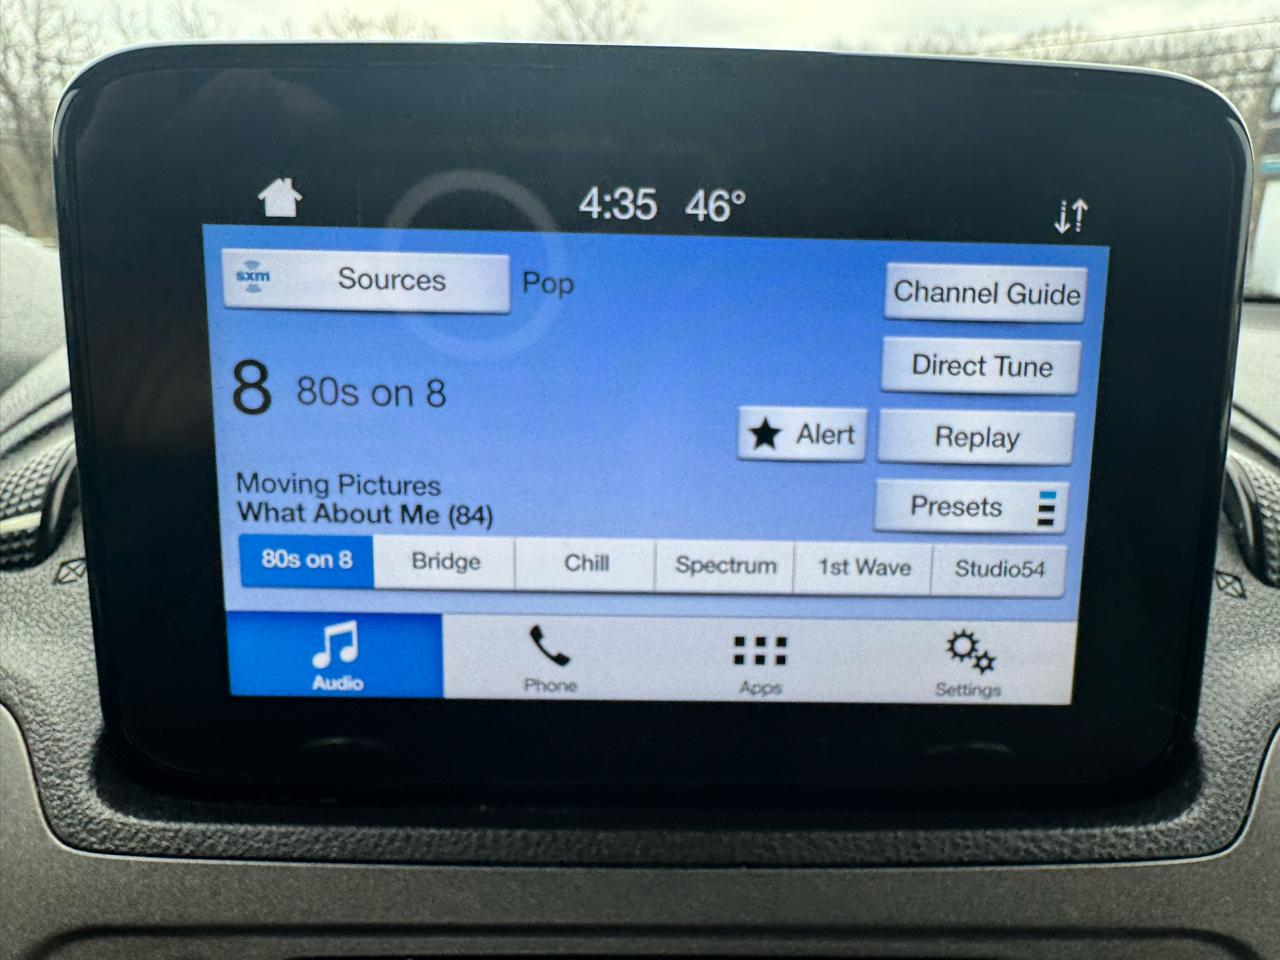 4:35 46°
sxm Sources Pop
Channel Guide
Direct Tune
8 80s on 8
Alert Replay
Moving Pictures
What About Me (84)
Presets
80s on 8 Bridge Chill Spectrum 1st Wave Studio54
Audio Phone Apps Settings